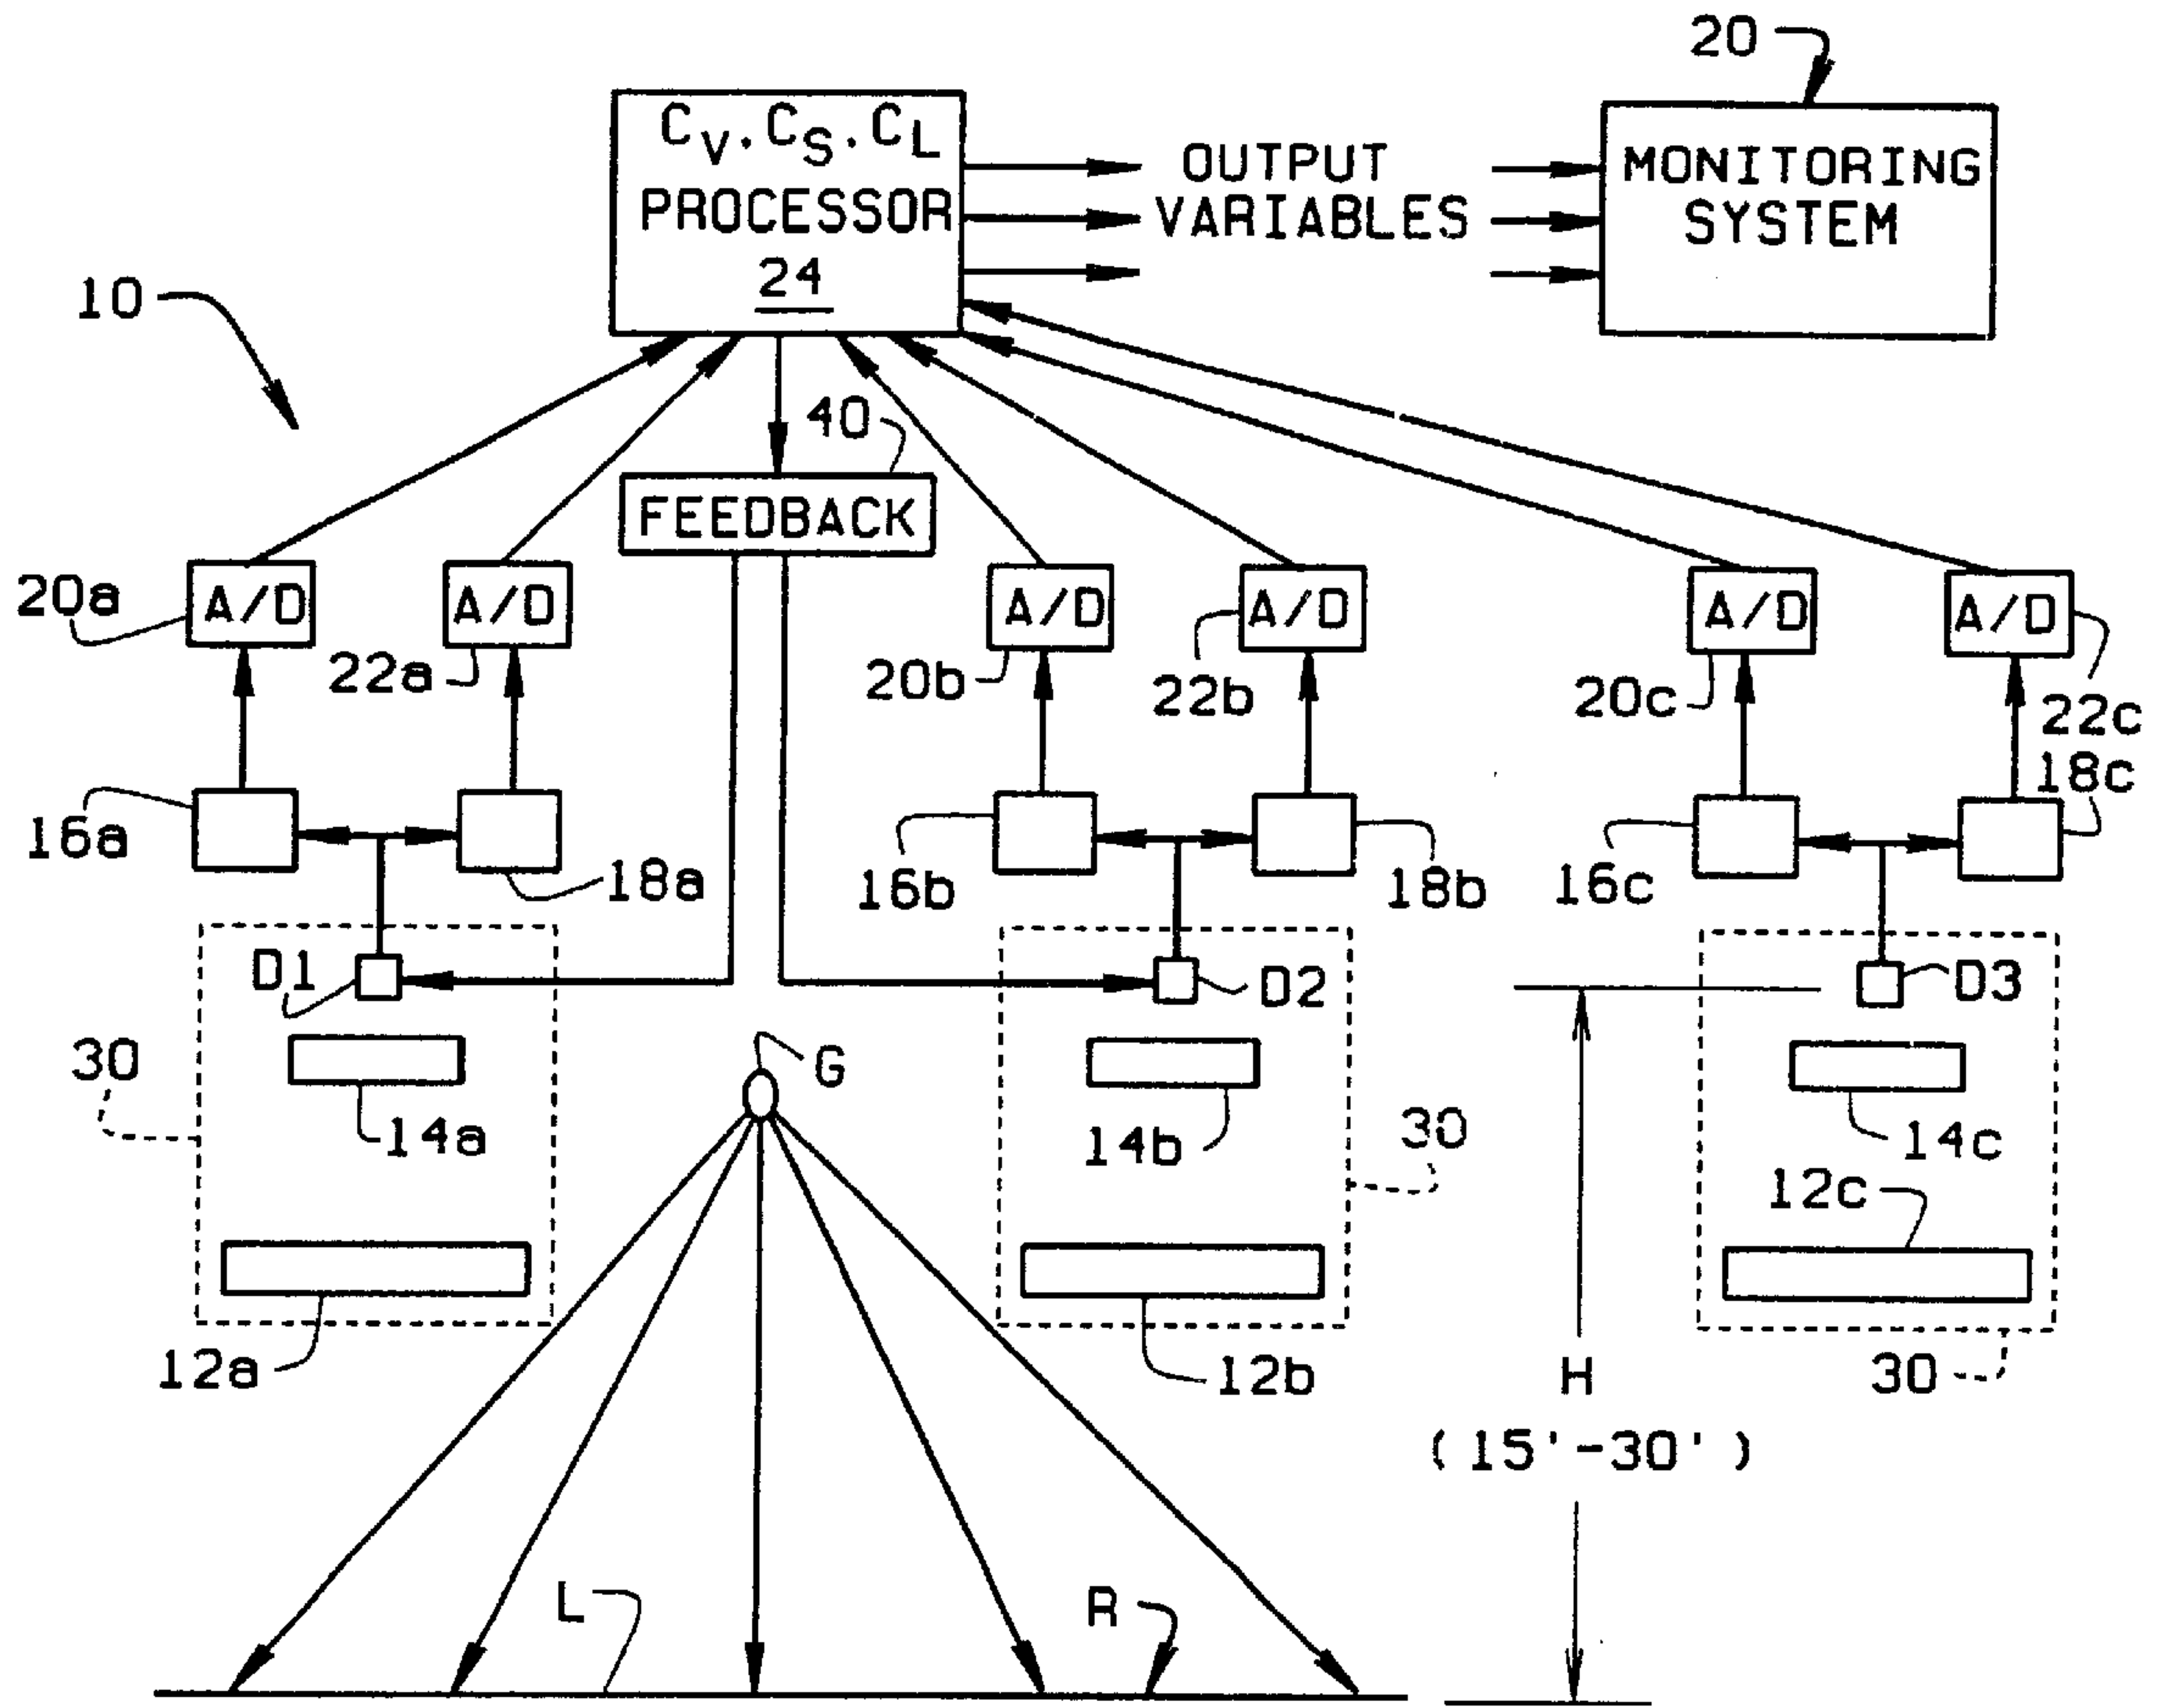 20
CV.CS.CL
PROCESSOR
24
OUTPUT
VARIABLES
MONITORING
SYSTEM
10
40
FEEDBACK
20a
A/D
A/D
A/D
A/D
A/D
A/D
22a
20b
22b
20c
22c
18c
16a
18a
16b
18b
16c
D1
D2
D3
30
G
14a
14b
30
14c
12c
12a
12b
H
30
(15'-30')
L
R